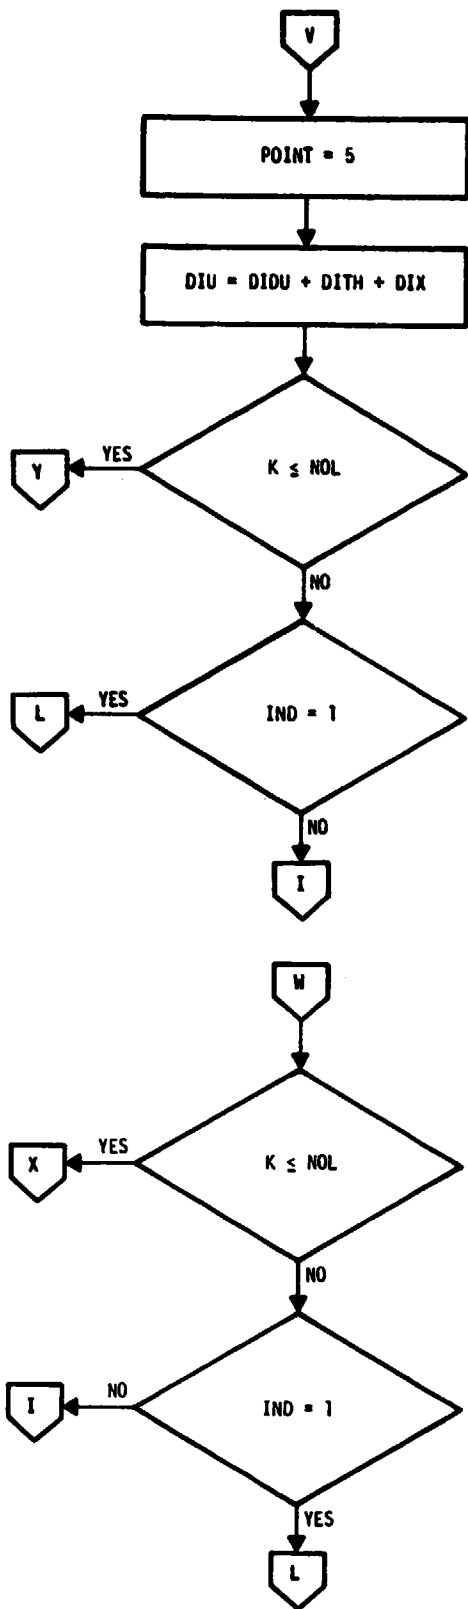 V
POINT = 5
DIU = DIDU + DITH + DIX
K ≤ NOL
YES
Y
NO
IND = 1
YES
L
NO
I
W
K ≤ NOL
YES
X
NO
IND = 1
NO
I
YES
L